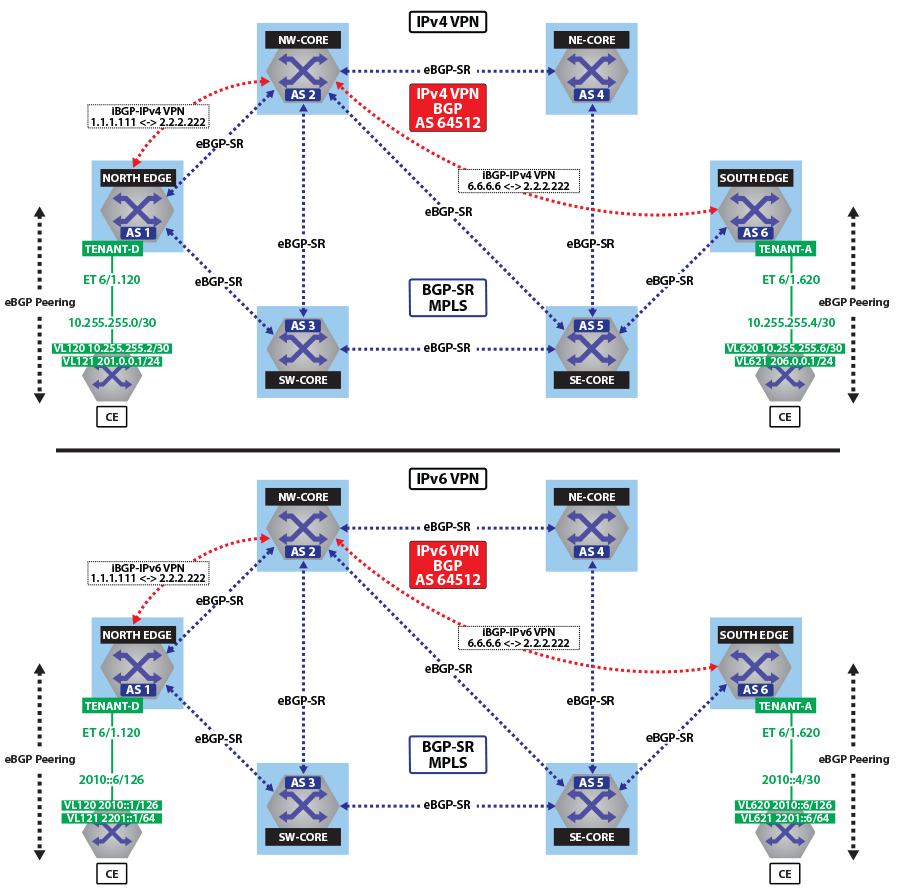 IPv4 VPN
NW-CORE
NE-CORE
eBGP-SR
AS 2
AS 4
IPv4 VPN
BGP
AS 64512
iBGP-IPv4 VPN
1.1.1.111 <-> 2.2.2.222
eBGP-SR
NORTH EDGE
iBGP-IPv4 VPN
6.6.6.6 <-> 2.2.2.222
SOUTH EDGE
eBGP-SR
AS 1
AS 6
TENANT-D
eBGP-SR
eBGP-SR
TENANT-A
ET 6/1.120
eBGP-SR
eBGP-SR
ET 6/1.620
BGP-SR
MPLS
eBGP Peering
eBGP Peering
10.255.255.0/30
AS 3
AS 5
10.255.255.4/30
VL120 10.255.255.2/30
VL121 201.0.0.1/24
eBGP-SR
VL620 10.255.255.6/30
VL621 206.0.0.1/24
SW-CORE
SE-CORE
CE
CE
IPv6 VPN
NW-CORE
NE-CORE
eBGP-SR
AS 2
AS 4
IPv6 VPN
BGP
AS 64512
iBGP-IPv6 VPN
1.1.1.111 <-> 2.2.2.222
eBGP-SR
NORTH EDGE
iBGP-IPv6 VPN
6.6.6.6 <-> 2.2.2.222
SOUTH EDGE
eBGP-SR
AS 1
AS 6
TENANT-D
eBGP-SR
eBGP-SR
TENANT-A
ET 6/1.120
eBGP-SR
eBGP-SR
ET 6/1.620
BGP-SR
MPLS
eBGP Peering
eBGP Peering
2010::6/126
AS 3
AS 5
2010::4/30
VL120 2010::1/126
VL121 2201::1/64
eBGP-SR
VL620 2010::6/126
VL621 2201::6/64
SW-CORE
SE-CORE
CE
CE